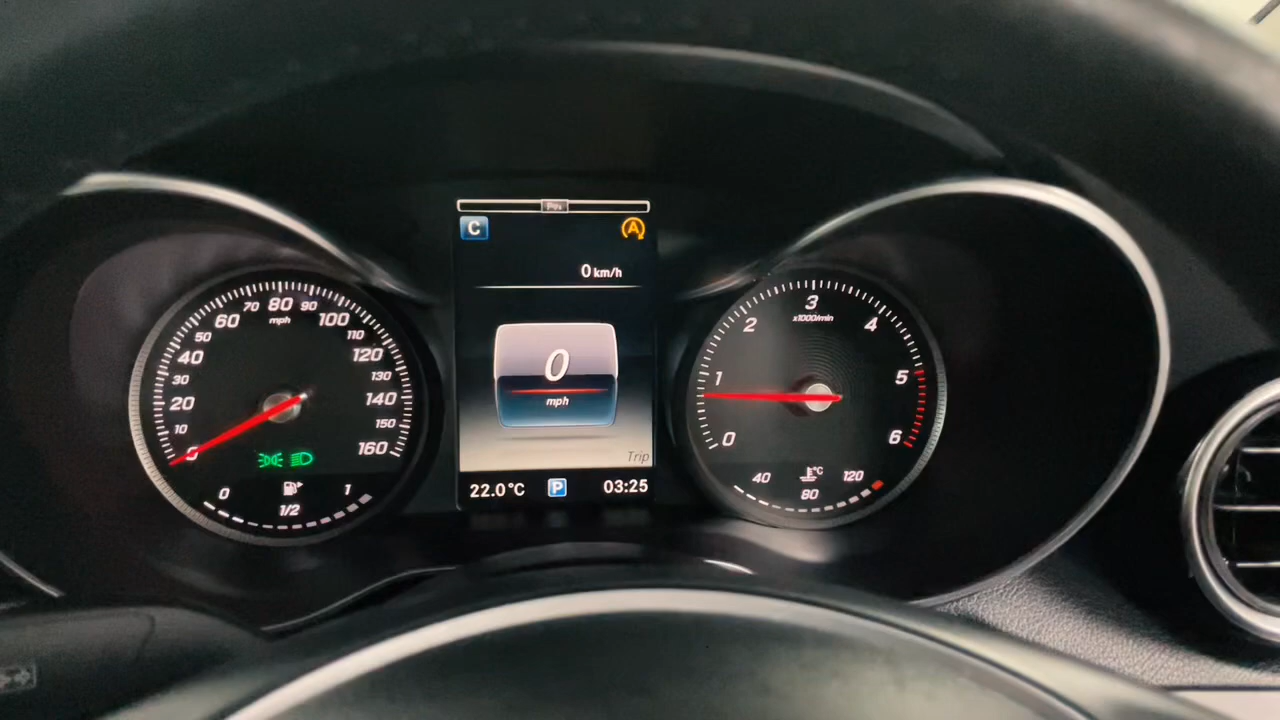 C
A
0 km/h
0
mph
Trip
22.0°C P 03:25
0 10 20 30 40 50 60 70 80 90 100 110 120 130 140 150 160
mph
0 1/2 1
0 1 2 3 4 5 6
x1000/min
40 80 120
°C